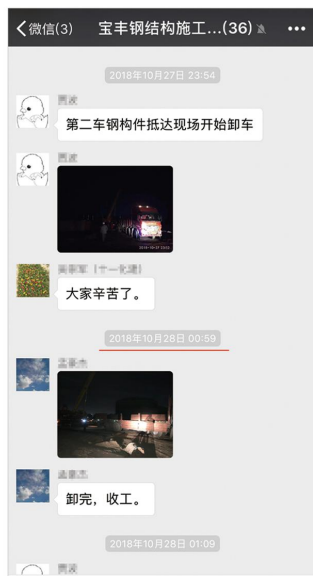 微信(3)
宝丰钢结构施工...(36)
2018年10月27日 23:54
第二车钢构件抵达现场开始卸车
大家辛苦了。
2018年10月28日 00:59
卸完，收工。
2018年10月28日 01:09